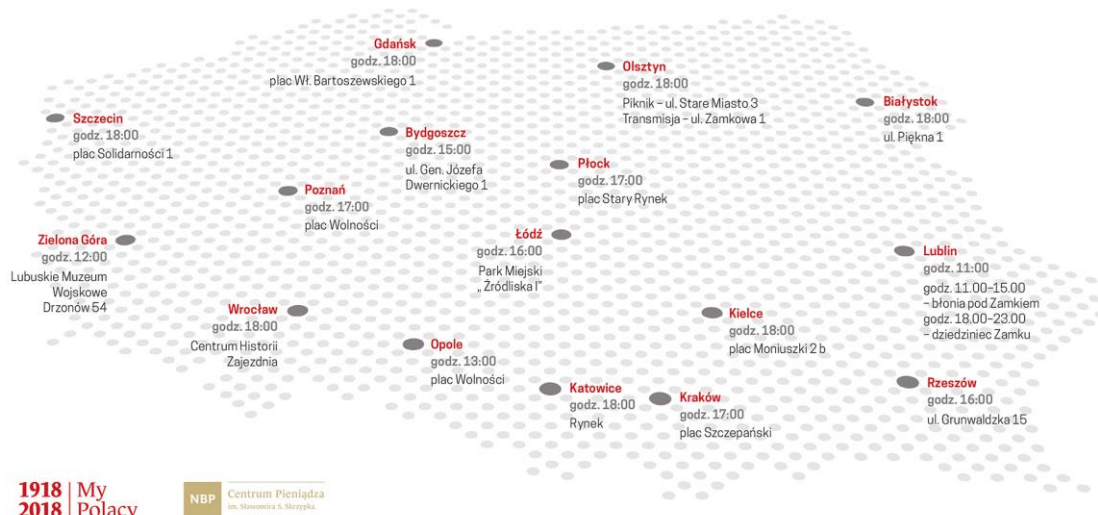 Gdańsk
godz. 18:00
plac Wł. Bartoszewskiego 1
Olsztyn
godz. 18:00
Piknik – ul. Stare Miasto 3
Transmisja – ul. Zamkowa 1
Białystok
godz. 18:00
ul. Piękna 1
Szczecin
godz. 18:00
plac Solidarności 1
Bydgoszcz
godz. 15:00
ul. Gen. Józefa
Dwernickiego 1
Płock
godz. 17:00
plac Stary Rynek
Poznań
godz. 17:00
plac Wolności
Zielona Góra
godz. 12:00
Lubuskie Muzeum
Wojskowe
Drzonów 54
Łódź
godz. 16:00
Park Miejski
„Źródliska I”
Lublin
godz. 11:00
godz. 11.00–15.00
– błonia pod Zamkiem
godz. 18.00–23.00
– dziedziniec Zamku
Wrocław
godz. 18:00
Centrum Historii
Zajezdnia
Kielce
godz. 18:00
plac Moniuszki 2 b
Opole
godz. 13:00
plac Wolności
Katowice
godz. 18:00
Rynek
Kraków
godz. 17:00
plac Szczepański
Rzeszów
godz. 16:00
ul. Grunwaldzka 15
1918 | My
2018 | Polacy
NBP Centrum Pieniądza
im. Sławomira S. Skrzypka